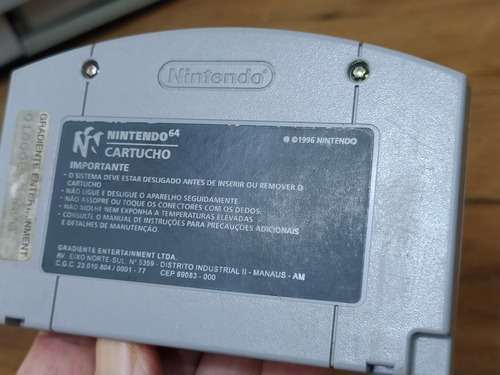 Nintendo®
NINTENDO 64
CARTUCHO
® ©1996 NINTENDO
IMPORTANTE
• O SISTEMA DEVE ESTAR DESLIGADO ANTES DE INSERIR OU REMOVER O
CARTUCHO
• NÃO LIGUE E DESLIGUE O APARELHO SEGUIDAMENTE
• NÃO ASSOPRE OU TOQUE OS CONECTORES COM OS DEDOS.
• NÃO MOLHE NEM EXPONHA A TEMPERATURAS ELEVADAS.
• CONSULTE O MANUAL DE INSTRUÇÕES PARA PRECAUÇÕES ADICIONAIS
E DETALHES DE MANUTENÇÃO.
GRADIENTE ENTERTAINMENT LTDA.
AV. EIXO NORTE-SUL, Nº 5359 - DISTRITO INDUSTRIAL II - MANAUS - AM
C.G.C. 23 010 804 / 0001 - 77 CEP 69083 - 000
GRADIENTE